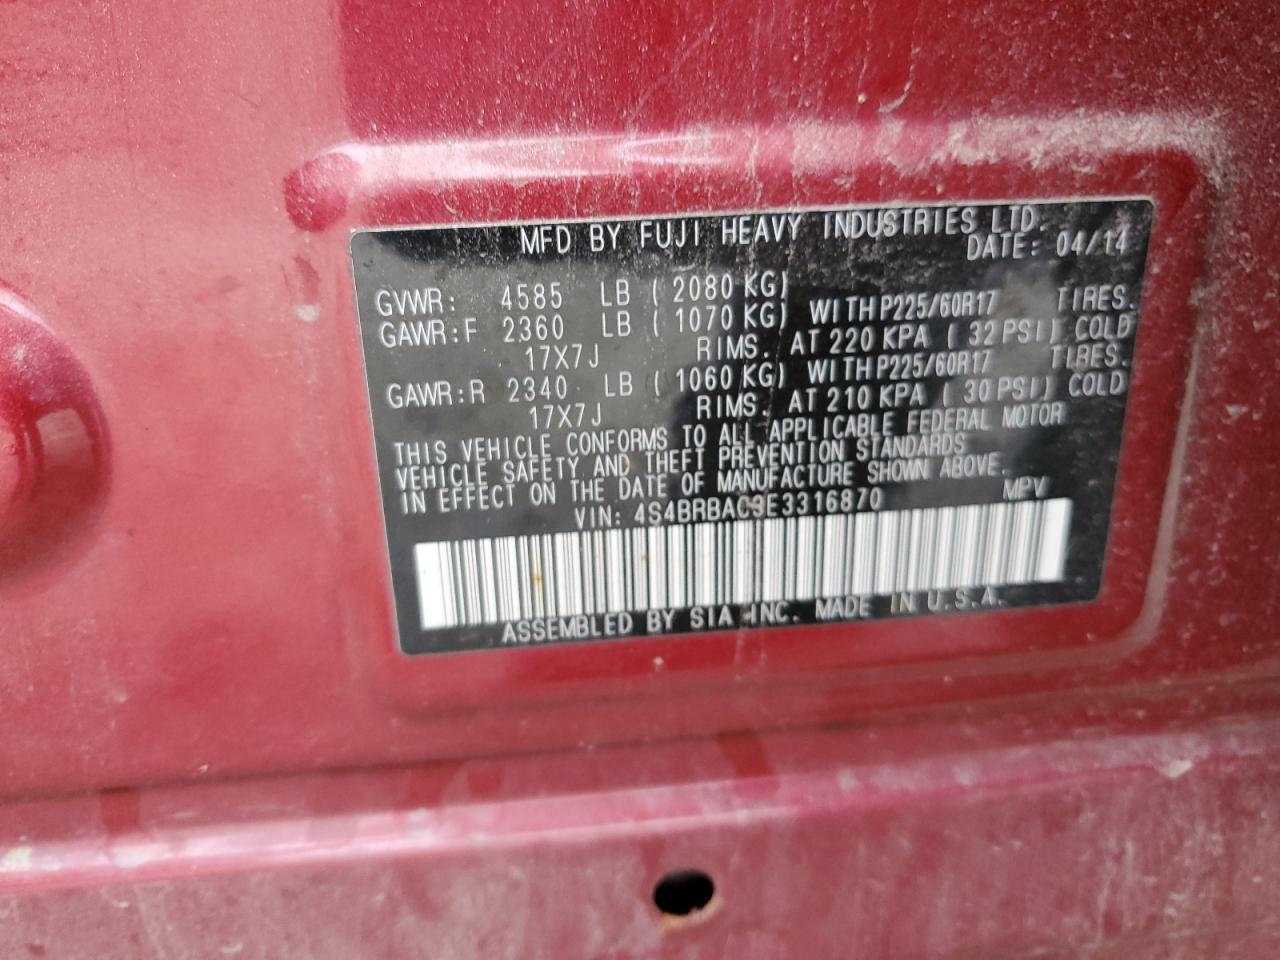 MFD BY FUJI HEAVY INDUSTRIES LTD.
DATE: 04/14
GVWR: 4585 LB (2080 KG)
GAWR:F 2360 LB (1070 KG) WITH P225/60R17 TIRES.
17X7J RIMS. AT 220 KPA (32 PSI) COLD
GAWR:R 2340 LB (1060 KG) WITH P225/60R17 TIRES.
17X7J RIMS. AT 210 KPA (30 PSI) COLD
THIS VEHICLE CONFORMS TO ALL APPLICABLE FEDERAL MOTOR
VEHICLE SAFETY AND THEFT PREVENTION STANDARDS
IN EFFECT ON THE DATE OF MANUFACTURE SHOWN ABOVE.
VIN: 4S4BRBAC9E3316870 MPV
ASSEMBLED BY SIA INC. MADE IN U.S.A.